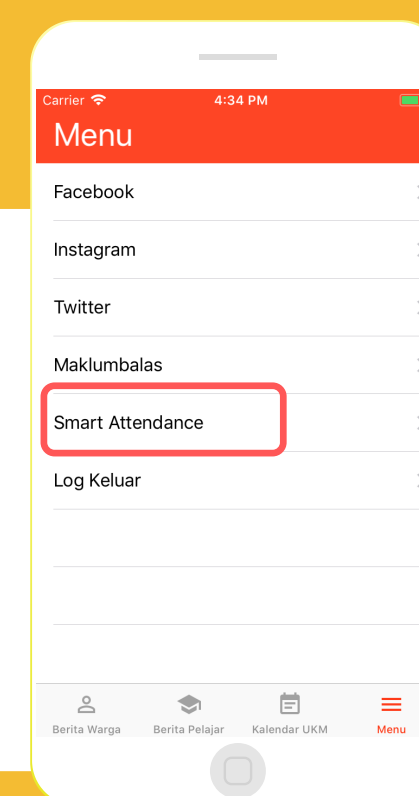 Carrier 4:34 PM
Menu
Facebook
Instagram
Twitter
Maklumbalas
Smart Attendance
Log Keluar
Berita Warga Berita Pelajar Kalendar UKM Menu